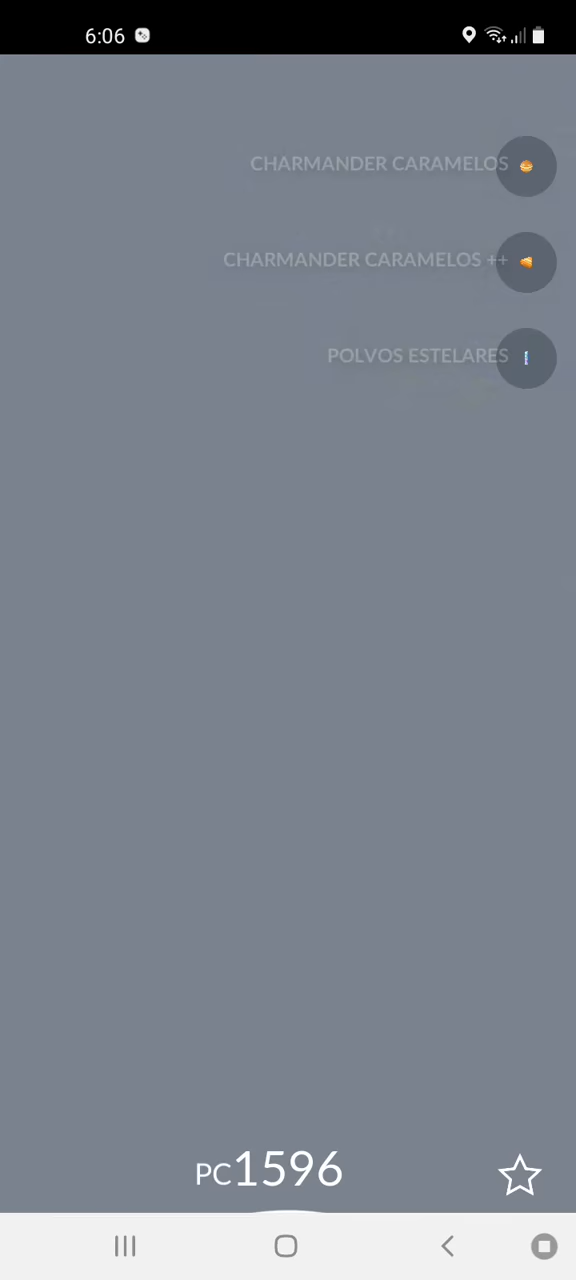 6:06
CHARMANDER CARAMELOS
CHARMANDER CARAMELOS ++
POLVOS ESTELARES
PC1596